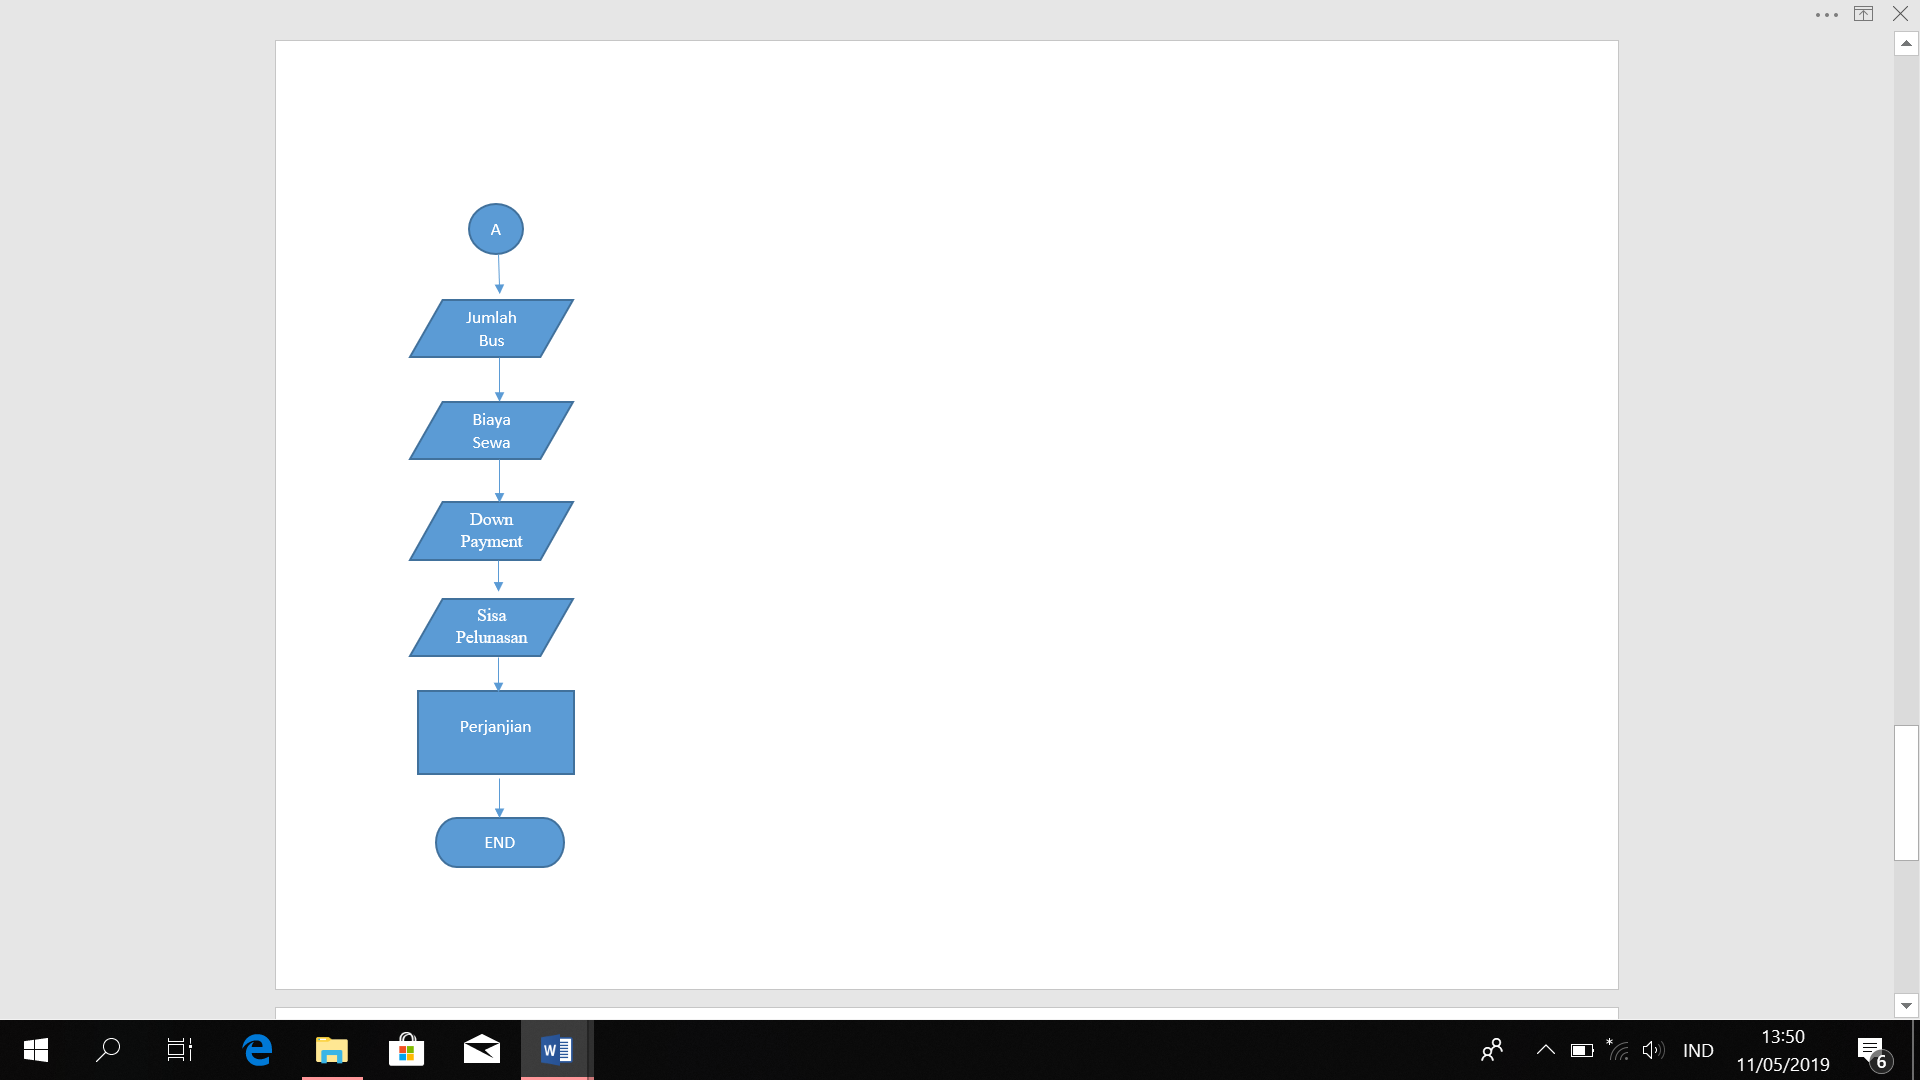 A
Jumlah
Bus
Biaya
Sewa
Down
Payment
Sisa
Pelunasan
Perjanjian
END
W
IND
13:50
11/05/2019
6